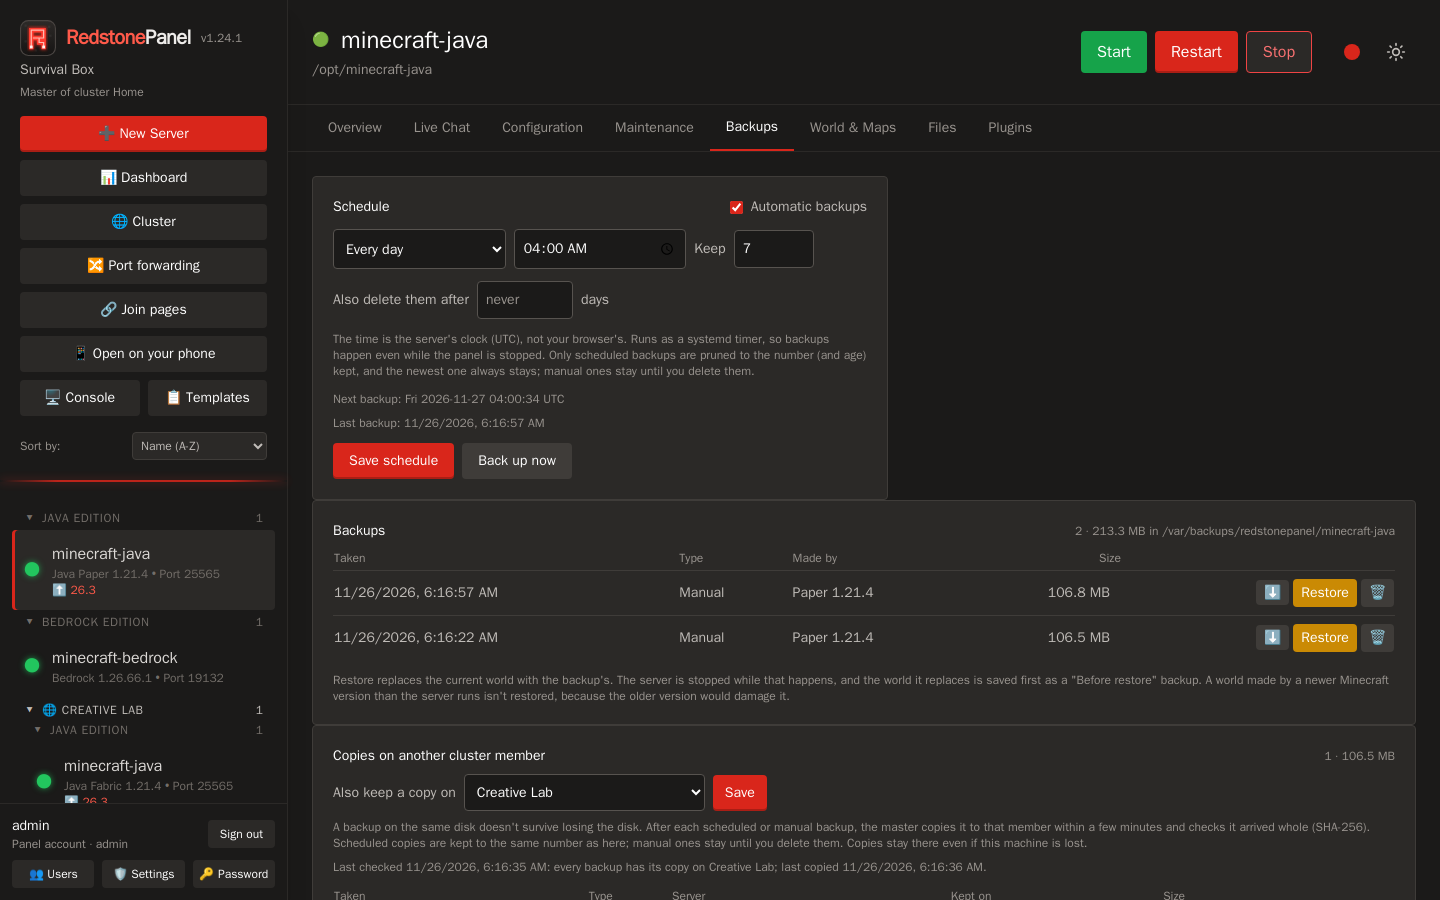 RedstonePanel v1.24.1
Survival Box
Master of cluster Home
➕ New Server
📊 Dashboard
🌐 Cluster
🔀 Port forwarding
🔗 Join pages
📱 Open on your phone
🖥️ Console
📋 Templates
Sort by: Name (A-Z)
JAVA EDITION 1
minecraft-java
Java Paper 1.21.4 • Port 25565
⬆️ 26.3
BEDROCK EDITION 1
minecraft-bedrock
Bedrock 1.26.66.1 • Port 19132
🌐 CREATIVE LAB 1
JAVA EDITION 1
minecraft-java
Java Fabric 1.21.4 • Port 25565
⬆️ 26.3
admin
Panel account · admin
Sign out
👥 Users
🛡️ Settings
🔑 Password
minecraft-java
/opt/minecraft-java
Start
Restart
Stop
Overview
Live Chat
Configuration
Maintenance
Backups
World & Maps
Files
Plugins
Schedule
Automatic backups
Every day
04:00 AM
Keep 7
Also delete them after never days
The time is the server's clock (UTC), not your browser's. Runs as a systemd timer, so backups
happen even while the panel is stopped. Only scheduled backups are pruned to the number (and age)
kept, and the newest one always stays; manual ones stay until you delete them.
Next backup: Fri 2026-11-27 04:00:34 UTC
Last backup: 11/26/2026, 6:16:57 AM
Save schedule
Back up now
Backups
2 · 213.3 MB in /var/backups/redstonepanel/minecraft-java
Taken Type Made by Size
11/26/2026, 6:16:57 AM Manual Paper 1.21.4 106.8 MB ⬇️ Restore 🗑️
11/26/2026, 6:16:22 AM Manual Paper 1.21.4 106.5 MB ⬇️ Restore 🗑️
Restore replaces the current world with the backup's. The server is stopped while that happens, and the world it replaces is saved first as a "Before restore" backup. A world made by a newer Minecraft
version than the server runs isn't restored, because the older version would damage it.
Copies on another cluster member
1 · 106.5 MB
Also keep a copy on Creative Lab Save
A backup on the same disk doesn't survive losing the disk. After each scheduled or manual backup, the master copies it to that member within a few minutes and checks it arrived whole (SHA-256).
Scheduled copies are kept to the same number as here; manual ones stay until you delete them. Copies stay there even if this machine is lost.
Last checked 11/26/2026, 6:16:35 AM: every backup has its copy on Creative Lab; last copied 11/26/2026, 6:16:36 AM.
Taken Type Server Kept on Size